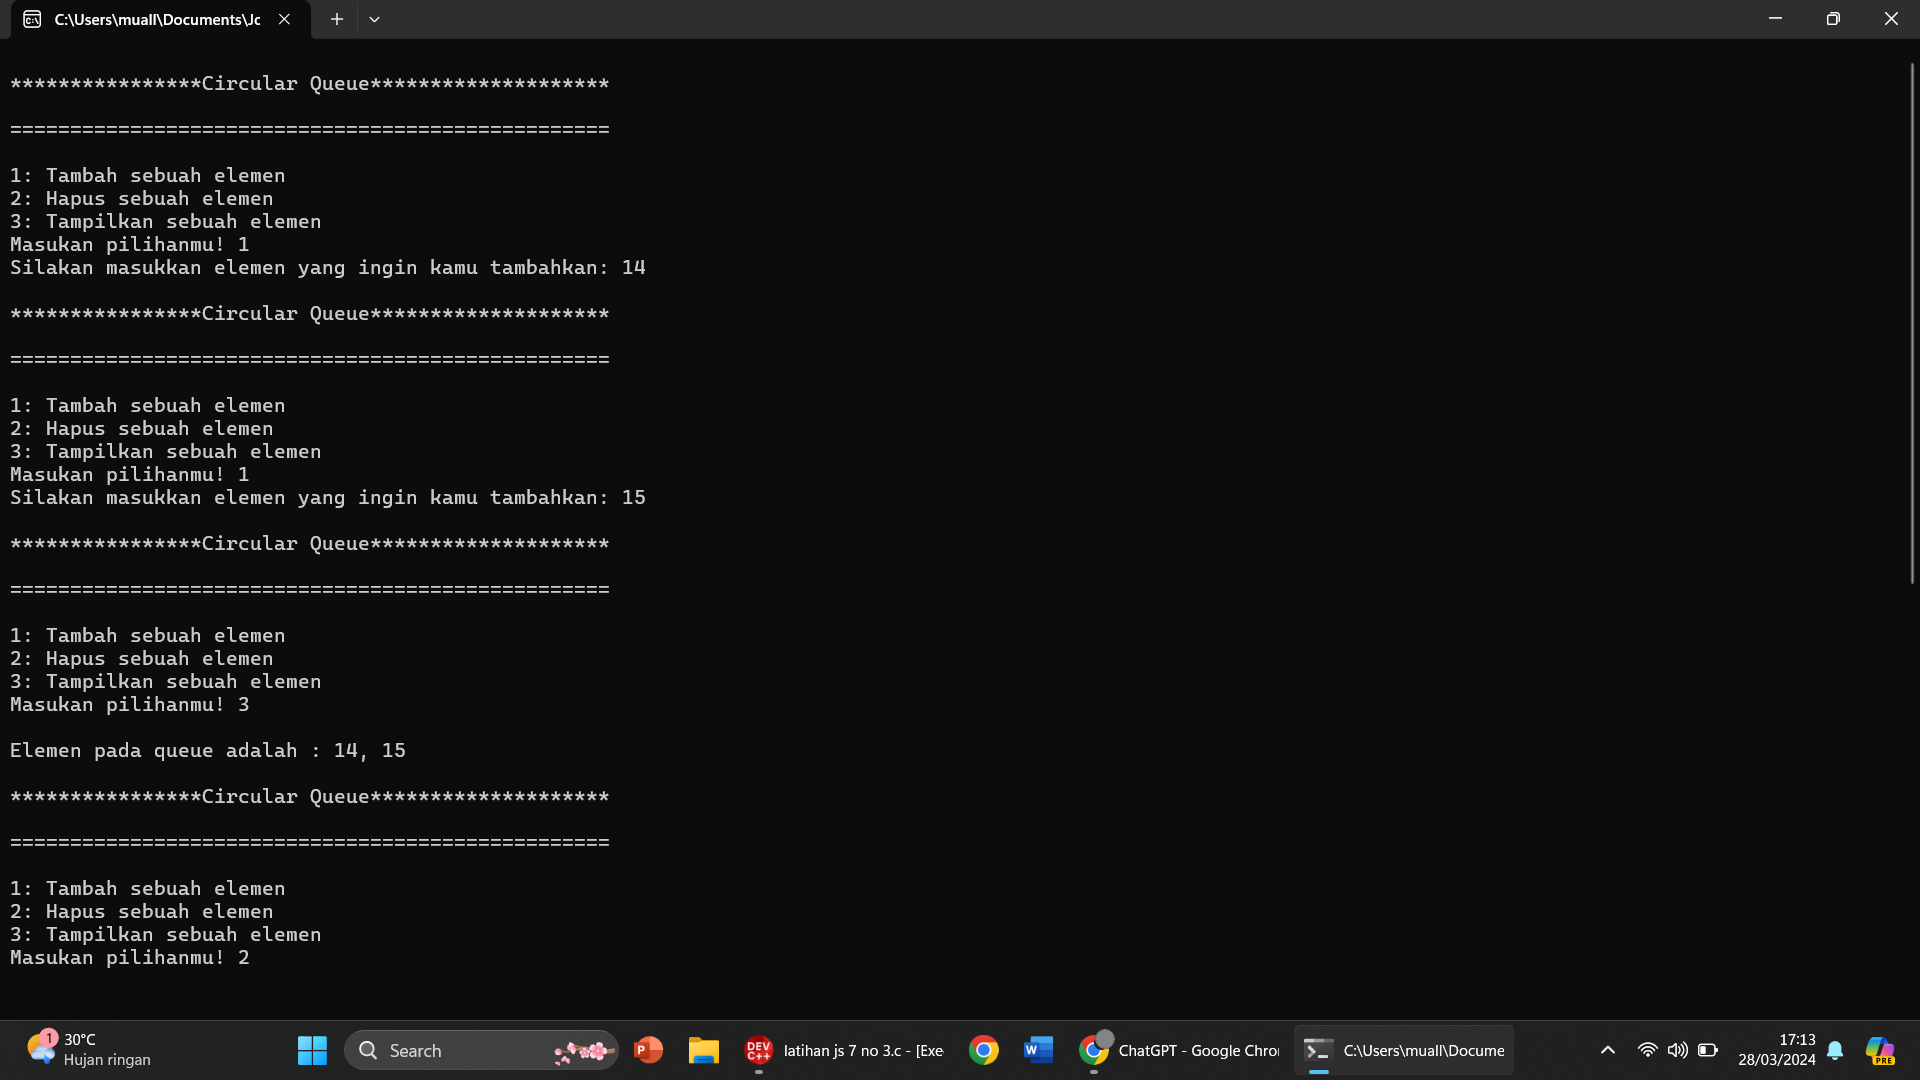 C:\Users\muall\Documents\Jc
****************Circular Queue********************
==================================================
1: Tambah sebuah elemen
2: Hapus sebuah elemen
3: Tampilkan sebuah elemen
Masukan pilihanmu! 1
Silakan masukkan elemen yang ingin kamu tambahkan: 14
****************Circular Queue********************
==================================================
1: Tambah sebuah elemen
2: Hapus sebuah elemen
3: Tampilkan sebuah elemen
Masukan pilihanmu! 1
Silakan masukkan elemen yang ingin kamu tambahkan: 15
****************Circular Queue********************
==================================================
1: Tambah sebuah elemen
2: Hapus sebuah elemen
3: Tampilkan sebuah elemen
Masukan pilihanmu! 3
Elemen pada queue adalah : 14, 15
****************Circular Queue********************
==================================================
1: Tambah sebuah elemen
2: Hapus sebuah elemen
3: Tampilkan sebuah elemen
Masukan pilihanmu! 2
1
30°C
Hujan ringan
Search
P
DEV C++
latihan js 7 no 3.c - [Exe
W
ChatGPT - Google Chro
C:\Users\muall\Docume
17:13
28/03/2024
PRE